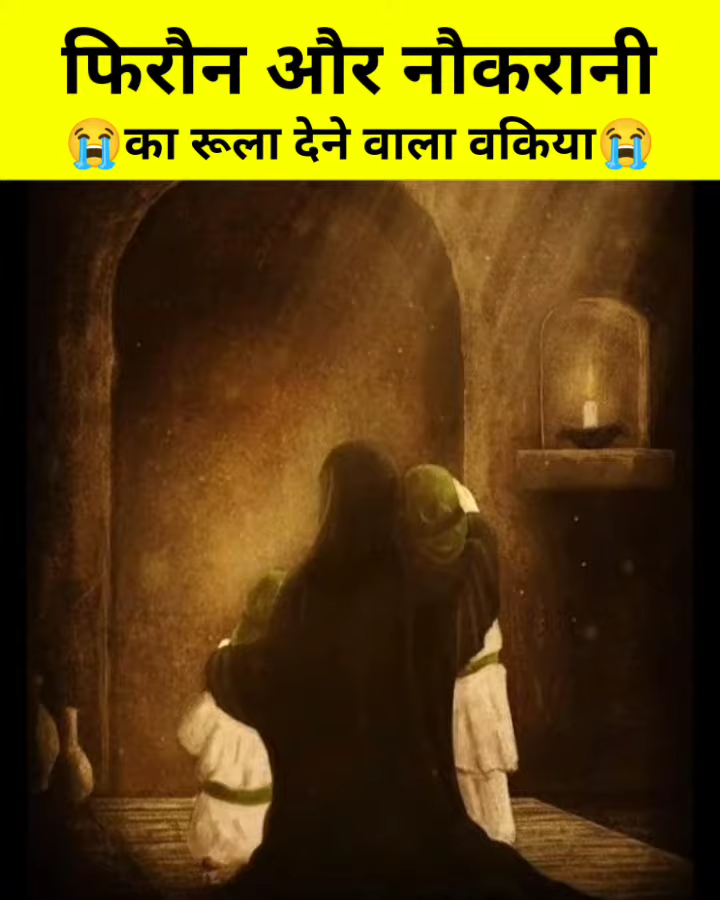 फिरौन और नौकरानी
😭का रूला देने वाला वकिया😭